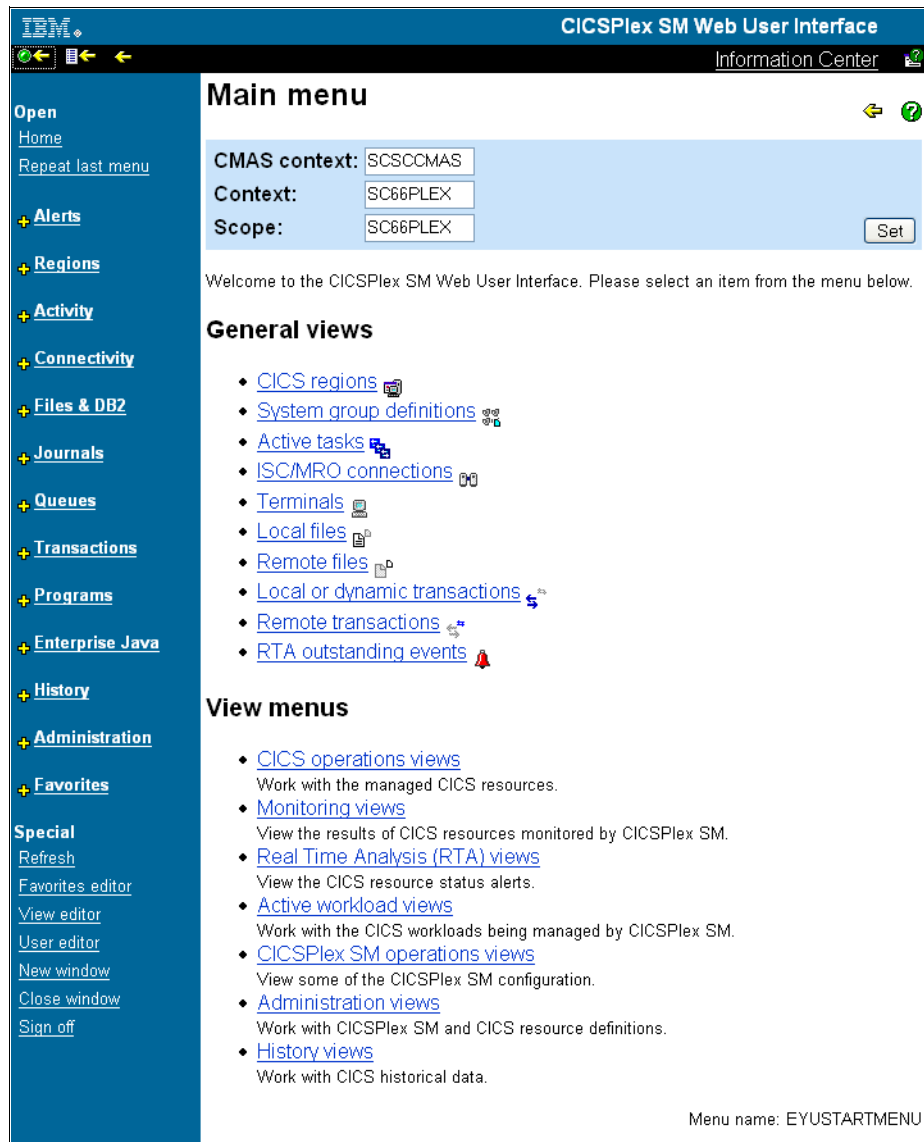 IBM.
CICSPlex SM Web User Interface
Information Center
Open
Home
Repeat last menu
Alerts
Regions
Activity
Connectivity
Files & DB2
Journals
Queues
Transactions
Programs
Enterprise Java
History
Administration
Favorites
Special
Refresh
Favorites editor
View editor
User editor
New window
Close window
Sign off
Main menu
CMAS context: SCSCCMAS
Context: SC66PLEX
Scope: SC66PLEX
Set
Welcome to the CICSPlex SM Web User Interface. Please select an item from the menu below.
General views
CICS regions
System group definitions
Active tasks
ISC/MRO connections
Terminals
Local files
Remote files
Local or dynamic transactions
Remote transactions
RTA outstanding events
View menus
CICS operations views
Work with the managed CICS resources.
Monitoring views
View the results of CICS resources monitored by CICSPlex SM.
Real Time Analysis (RTA) views
View the CICS resource status alerts.
Active workload views
Work with the CICS workloads being managed by CICSPlex SM.
CICSPlex SM operations views
View some of the CICSPlex SM configuration.
Administration views
Work with CICSPlex SM and CICS resource definitions.
History views
Work with CICS historical data.
Menu name: EYUSTARTMENU